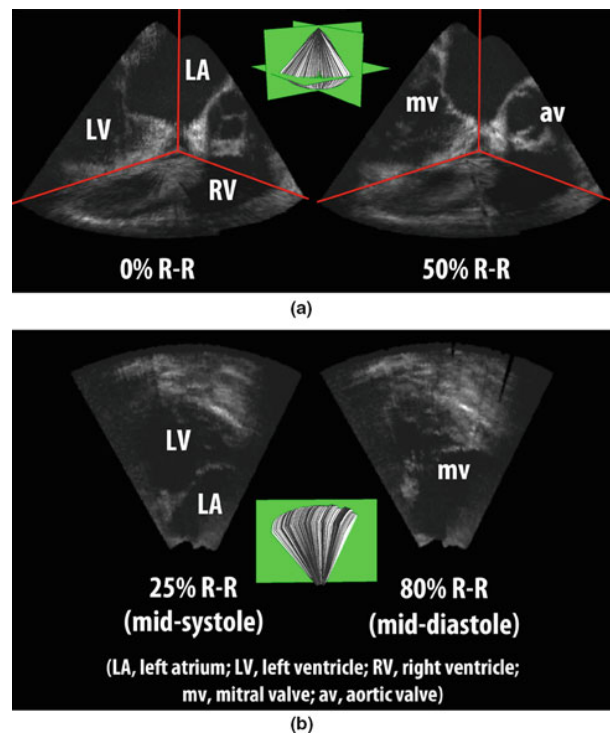 LA
LV
RV
0% R-R
mv
av
50% R-R
(a)
LV
LA
mv
25% R-R
(mid-systole)
80% R-R
(mid-diastole)
(LA, left atrium; LV, left ventricle; RV, right ventricle;
mv, mitral valve; av, aortic valve)
(b)